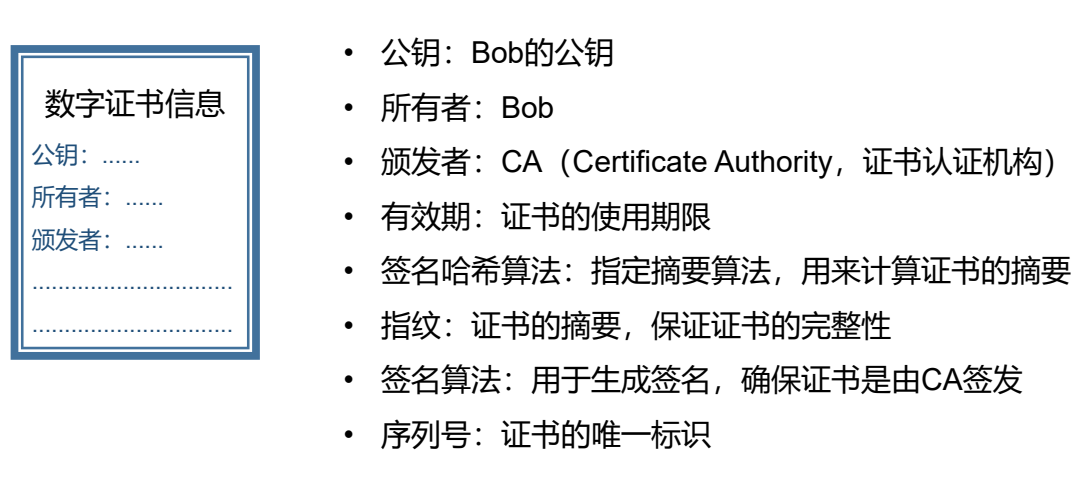 数字证书信息
公钥：......
所有者：......
颁发者：......
...............................
...............................
• 公钥：Bob的公钥
• 所有者：Bob
• 颁发者：CA（Certificate Authority，证书认证机构）
• 有效期：证书的使用期限
• 签名哈希算法：指定摘要算法，用来计算证书的摘要
• 指纹：证书的摘要，保证证书的完整性
• 签名算法：用于生成签名，确保证书是由CA签发
• 序列号：证书的唯一标识